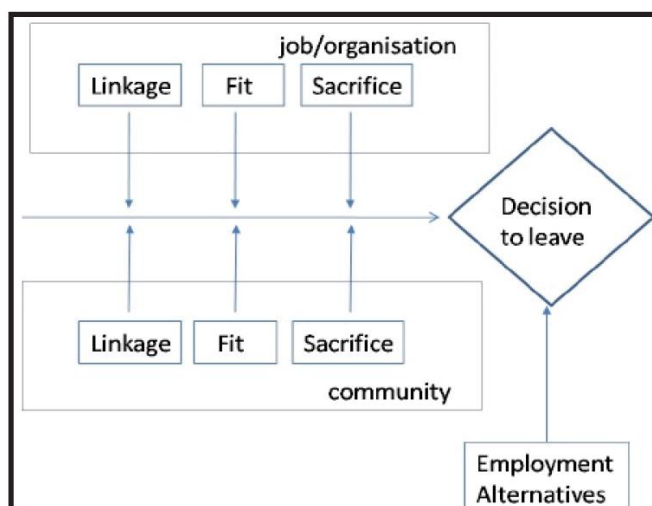 job/organisation
Linkage Fit Sacrifice
Decision
to leave
Linkage Fit Sacrifice
community
Employment
Alternatives